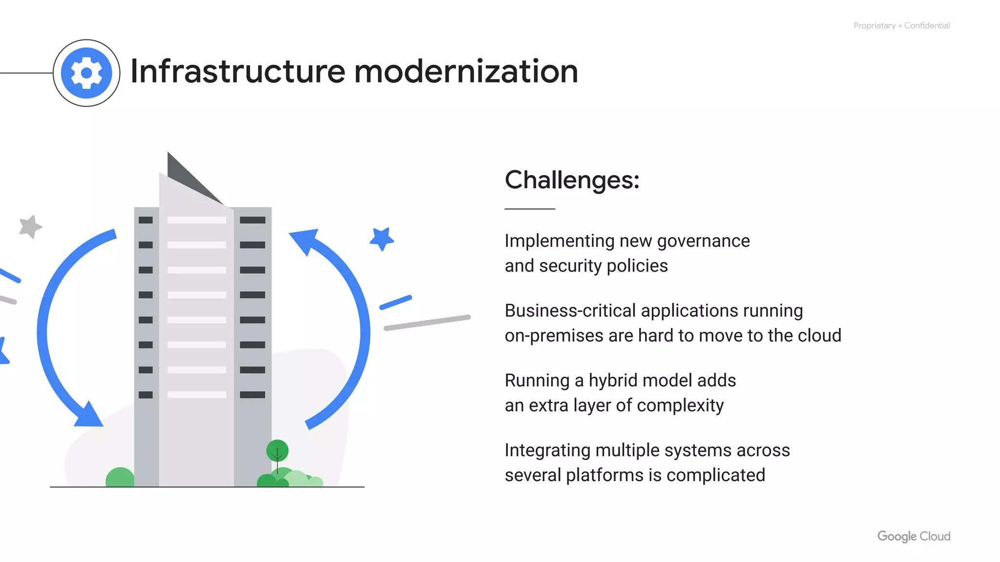 Proprietary + Confidential
Infrastructure modernization
Challenges:
Implementing new governance
and security policies
Business-critical applications running
on-premises are hard to move to the cloud
Running a hybrid model adds
an extra layer of complexity
Integrating multiple systems across
several platforms is complicated
Google Cloud